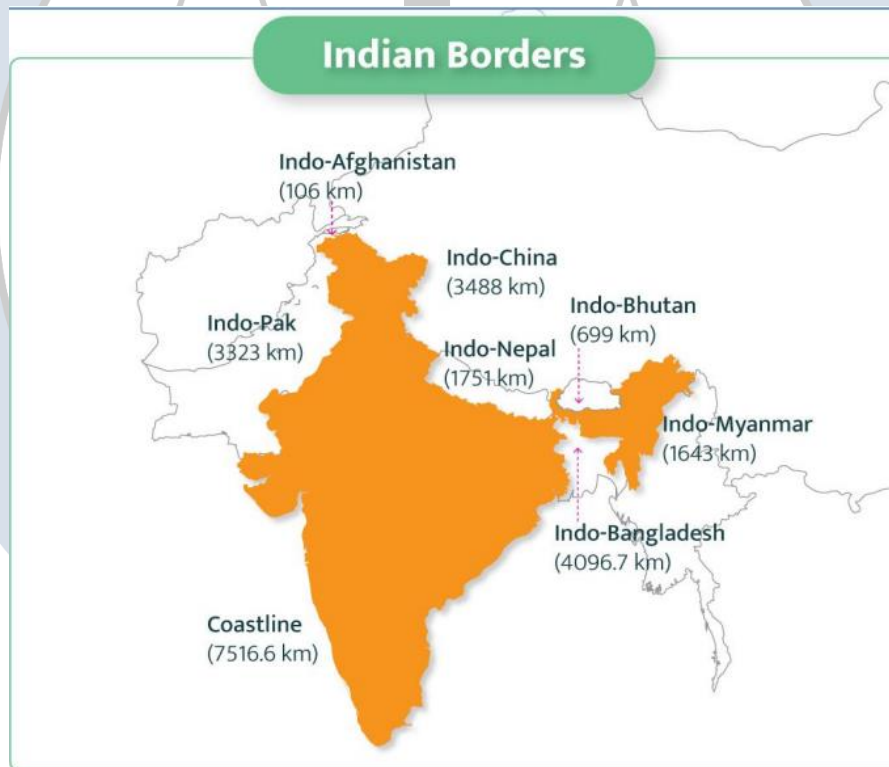 Indian Borders
Indo-Afghanistan
(106 km)
Indo-China
(3488 km)
Indo-Bhutan
(699 km)
Indo-Pak
(3323 km)
Indo-Nepal
(1751 km)
Indo-Myanmar
(1643 km)
Indo-Bangladesh
(4096.7 km)
Coastline
(7516.6 km)